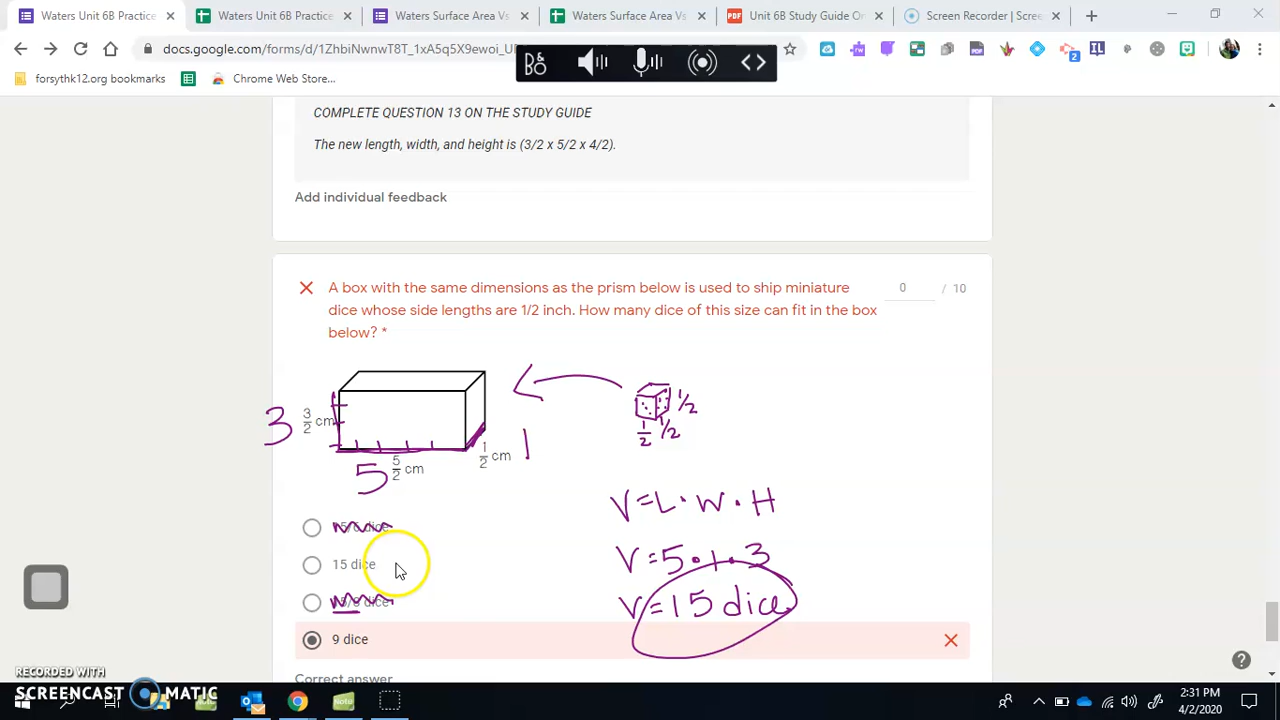 Waters Unit 6B Practice
Waters Unit 6B Practice
Waters Surface Area Vs
Waters Surface Area Vs
Unit 6B Study Guide On
Screen Recorder | Scree
docs.google.com/forms/d/1ZhbiNwnwT8T_1xA5q5X9ewoi_U
forsythk12.org bookmarks
Chrome Web Store...
COMPLETE QUESTION 13 ON THE STUDY GUIDE
The new length, width, and height is (3/2 x 5/2 x 4/2).
Add individual feedback
A box with the same dimensions as the prism below is used to ship miniature
0 / 10
dice whose side lengths are 1/2 inch. How many dice of this size can fit in the box
below? *
3 3/2 cm
1/2 1/2 1/2
5 5/2 cm
1/2 cm 1
V=L·W·H
V=5·1·3
V=15 dice
15 dice
9 dice
Correct answer
RECORDED WITH
SCREENCAST MATIC
2:31 PM
4/2/2020